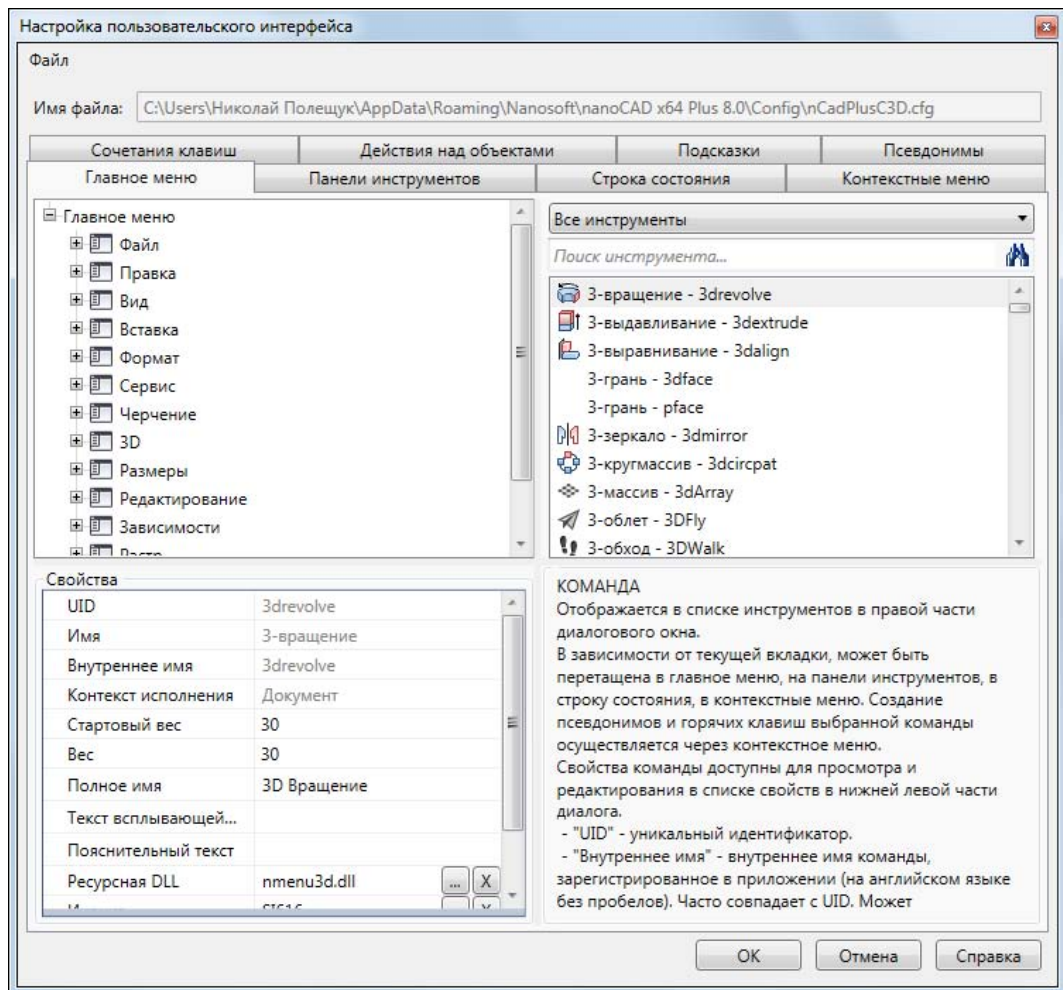 Настройка пользовательского интерфейса
Файл
Имя файла: C:\Users\Николай Полещук\AppData\Roaming\Nanosoft\nanoCAD x64 Plus 8.0\Config\nCadPlusC3D.cfg
Сочетания клавиш Действия над объектами Подсказки Псевдонимы
Главное меню Панели инструментов Строка состояния Контекстные меню
Главное меню
Файл
Правка
Вид
Вставка
Формат
Сервис
Черчение
3D
Размеры
Редактирование
Зависимости
Растр
Все инструменты
Поиск инструмента...
3-вращение - 3drevolve
3-выдавливание - 3dextrude
3-выравнивание - 3dalign
3-грань - 3dface
3-грань - pface
3-зеркало - 3dmirror
3-кругмассив - 3dcircpat
3-массив - 3dArray
3-облет - 3DFly
3-обход - 3DWalk
Свойства
UID 3drevolve
Имя 3-вращение
Внутреннее имя 3drevolve
Контекст исполнения Документ
Стартовый вес 30
Вес 30
Полное имя 3D Вращение
Текст всплывающей...
Пояснительный текст
Ресурсная DLL nmenu3d.dll ... X
КОМАНДА
Отображается в списке инструментов в правой части
диалогового окна.
В зависимости от текущей вкладки, может быть
перетащена в главное меню, на панели инструментов, в
строку состояния, в контекстные меню. Создание
псевдонимов и горячих клавиш выбранной команды
осуществляется через контекстное меню.
Свойства команды доступны для просмотра и
редактирования в списке свойств в нижней левой части
диалога.
- "UID" - уникальный идентификатор.
- "Внутреннее имя" - внутреннее имя команды,
зарегистрированное в приложении (на английском языке
без пробелов). Часто совпадает с UID. Может
OK Отмена Справка